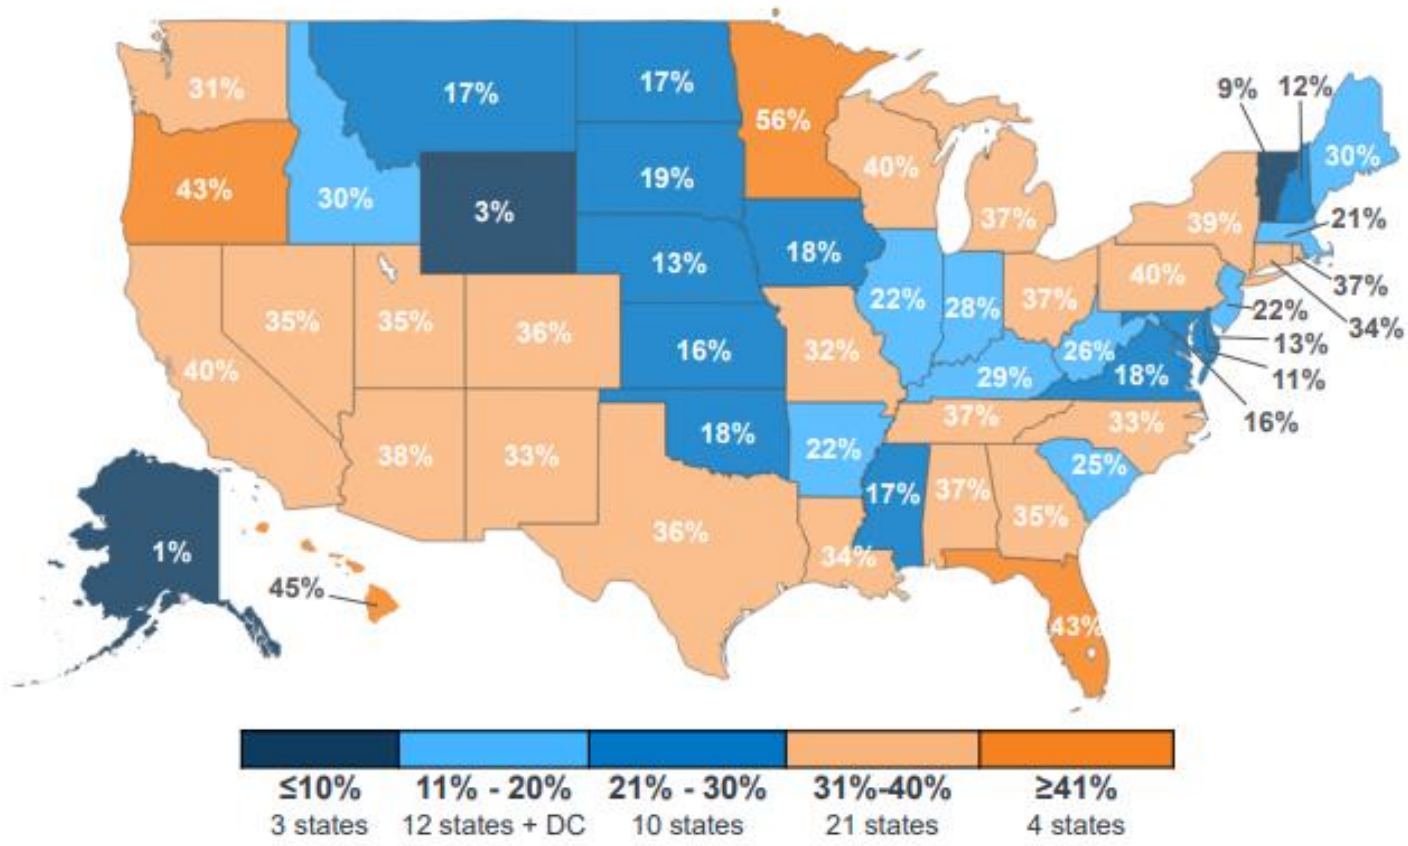 9% 12%
31% 17% 17% 56%
40% 30%
43% 30% 3% 19% 37% 39% 21%
18%
13% 40% 37%
35% 35% 36% 22% 28% 37% 22%
34%
16% 32% 26% 13%
40% 29% 18% 11%
37% 33% 16%
38% 33% 18% 22% 25%
17% 37% 35%
1% 36% 34%
45%
43%
≤10% 11% - 20% 21% - 30% 31%-40% ≥41%
3 states 12 states + DC 10 states 21 states 4 states